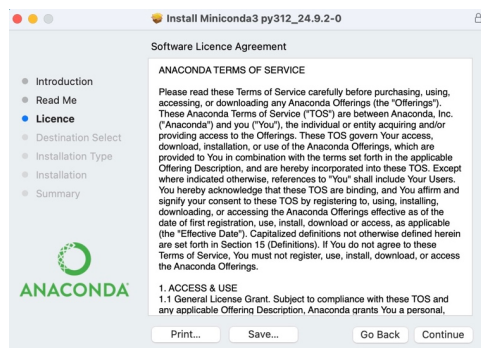 Install Miniconda3 py312_24.9.2-0
Software Licence Agreement
Introduction
Read Me
Licence
Destination Select
Installation Type
Installation
Summary
ANACONDA
ANACONDA TERMS OF SERVICE
Please read these Terms of Service carefully before purchasing, using,
accessing, or downloading any Anaconda Offerings (the "Offerings").
These Anaconda Terms of Service ("TOS") are between Anaconda, Inc.
("Anaconda") and you ("You"), the individual or entity acquiring and/or
providing access to the Offerings. These TOS govern Your access,
download, installation, or use of the Anaconda Offerings, which are
provided to You in combination with the terms set forth in the applicable
Offering Description, and are hereby incorporated into these TOS. Except
where indicated otherwise, references to "You" shall include Your Users.
You hereby acknowledge that these TOS are binding, and You affirm and
signify your consent to these TOS by registering to, using, installing,
downloading, or accessing the Anaconda Offerings effective as of the
date of first registration, use, install, download or access, as applicable
(the "Effective Date"). Capitalized definitions not otherwise defined herein
are set forth in Section 15 (Definitions). If You do not agree to these
Terms of Service, You must not register, use, install, download, or access
the Anaconda Offerings.
1. ACCESS & USE
1.1 General License Grant. Subject to compliance with these TOS and
any applicable Offering Description, Anaconda grants You a personal,
Print...
Save...
Go Back
Continue